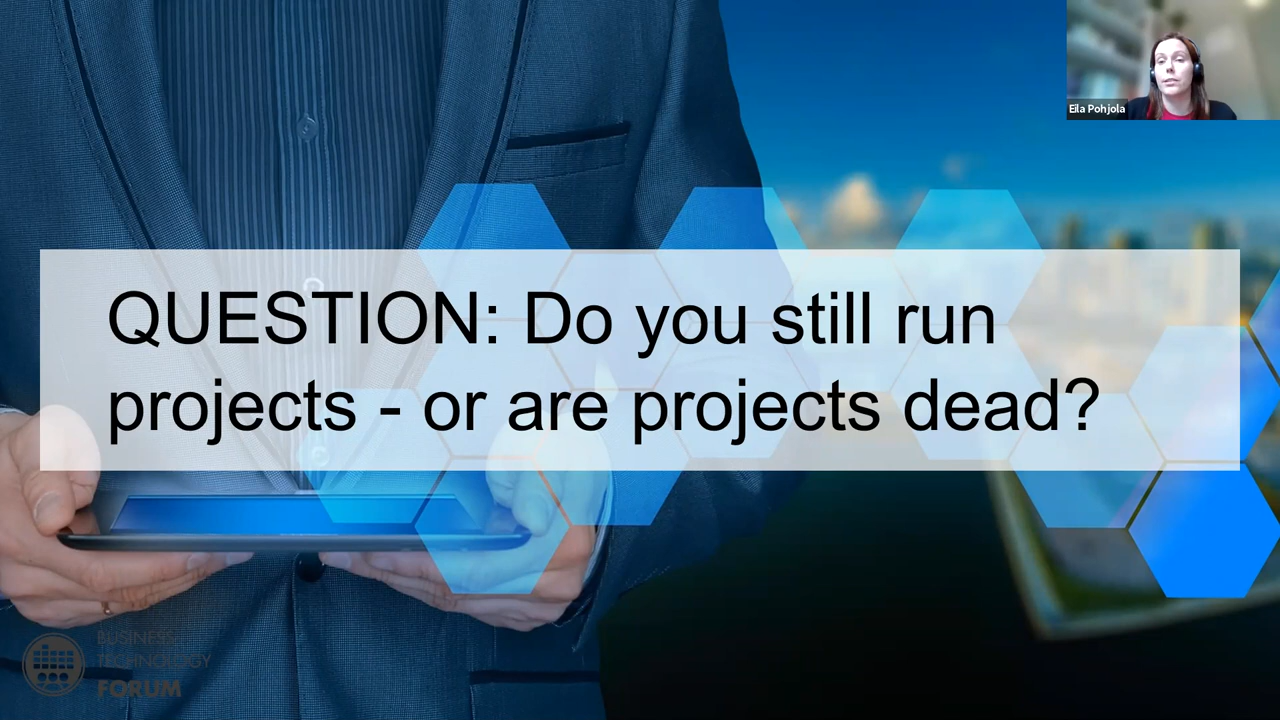 Eila Pohjola
QUESTION: Do you still run
projects - or are projects dead?
BUSINESS
TECHNOLOGY
FORUM